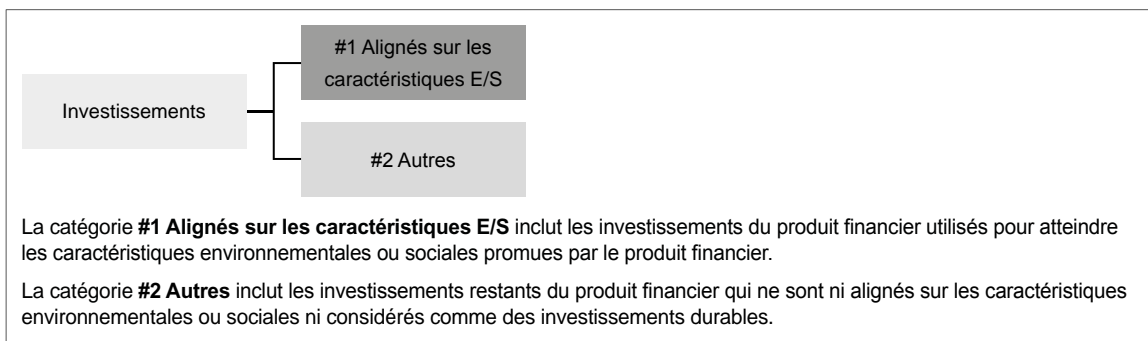 #1 Alignés sur les
caractéristiques E/S
Investissements
#2 Autres
La catégorie #1 Alignés sur les caractéristiques E/S inclut les investissements du produit financier utilisés pour atteindre
les caractéristiques environnementales ou sociales promues par le produit financier.
La catégorie #2 Autres inclut les investissements restants du produit financier qui ne sont ni alignés sur les caractéristiques
environnementales ou sociales ni considérés comme des investissements durables.